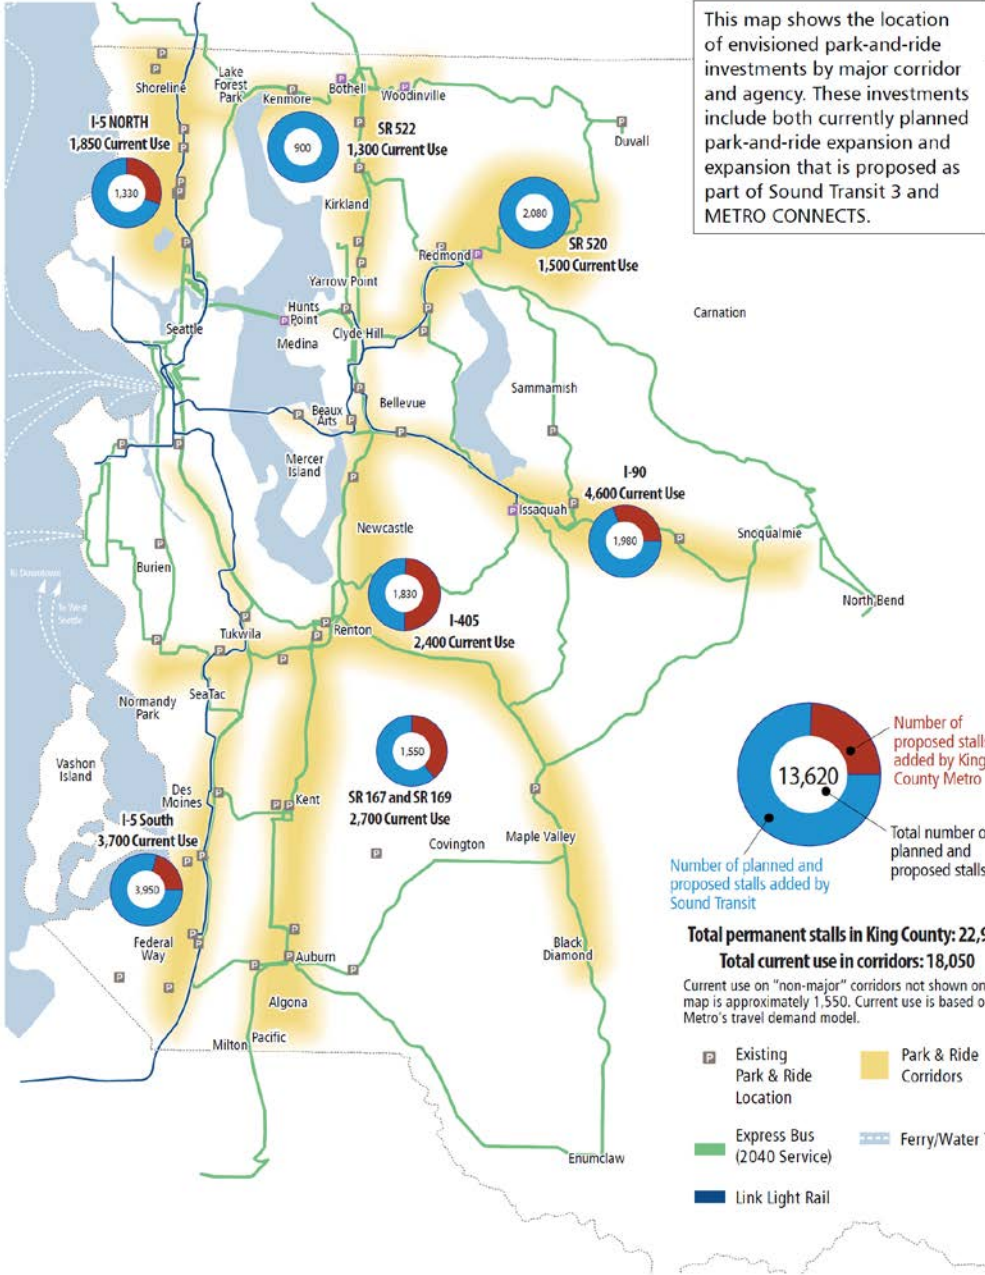 This map shows the location
of envisioned park-and-ride
investments by major corridor
and agency. These investments
include both currently planned
park-and-ride expansion and
expansion that is proposed as
part of Sound Transit 3 and
METRO CONNECTS.
P
P
Shoreline
Lake
Forest
Park
P
Kenmore
P
Bothell
P
Woodinville
I-5 NORTH
1,850 Current Use
1,330
P
P
P
P
P
900
P
SR 522
1,300 Current Use
P
P
Duvall
Kirkland
2,080
SR 520
1,500 Current Use
P
Redmond
P
P
P
Yarrow Point
Hunts
Point
P
Medina
P
Clyde Hill
P
P
Carnation
Seattle
Sammamish
P
Bellevue
P
Beaux
Arts
P
P
P
P
P
Mercer
Island
P
I-90
4,600 Current Use
P
Issaquah
P
1,980
P
Snoqualmie
Newcastle
P
Burien
1,830
I-405
2,400 Current Use
North Bend
To West
Seattle
P
Tukwila
P
P
Renton
P
P
P
SeaTac
Normandy
Park
1,550
SR 167 and SR 169
2,700 Current Use
Vashon
Island
Des
Moines
P
P
P
Kent
P
Maple Valley
Covington
P
I-5 South
3,700 Current Use
P
P
3,950
Federal
Way
P
P
P
P
P
P
P
Auburn
P
Black
Diamond
Algona
Pacific
Milton
Enumclaw
13,620
Number of
proposed stalls
added by King
County Metro
Total number o
planned and
proposed stalls
Number of planned and
proposed stalls added by
Sound Transit
Total permanent stalls in King County: 22,9
Total current use in corridors: 18,050
Current use on "non-major" corridors not shown on
map is approximately 1,550. Current use is based o
Metro's travel demand model.
P
Existing
Park & Ride
Location
Park & Ride
Corridors
Express Bus
(2040 Service)
Ferry/Water
Link Light Rail